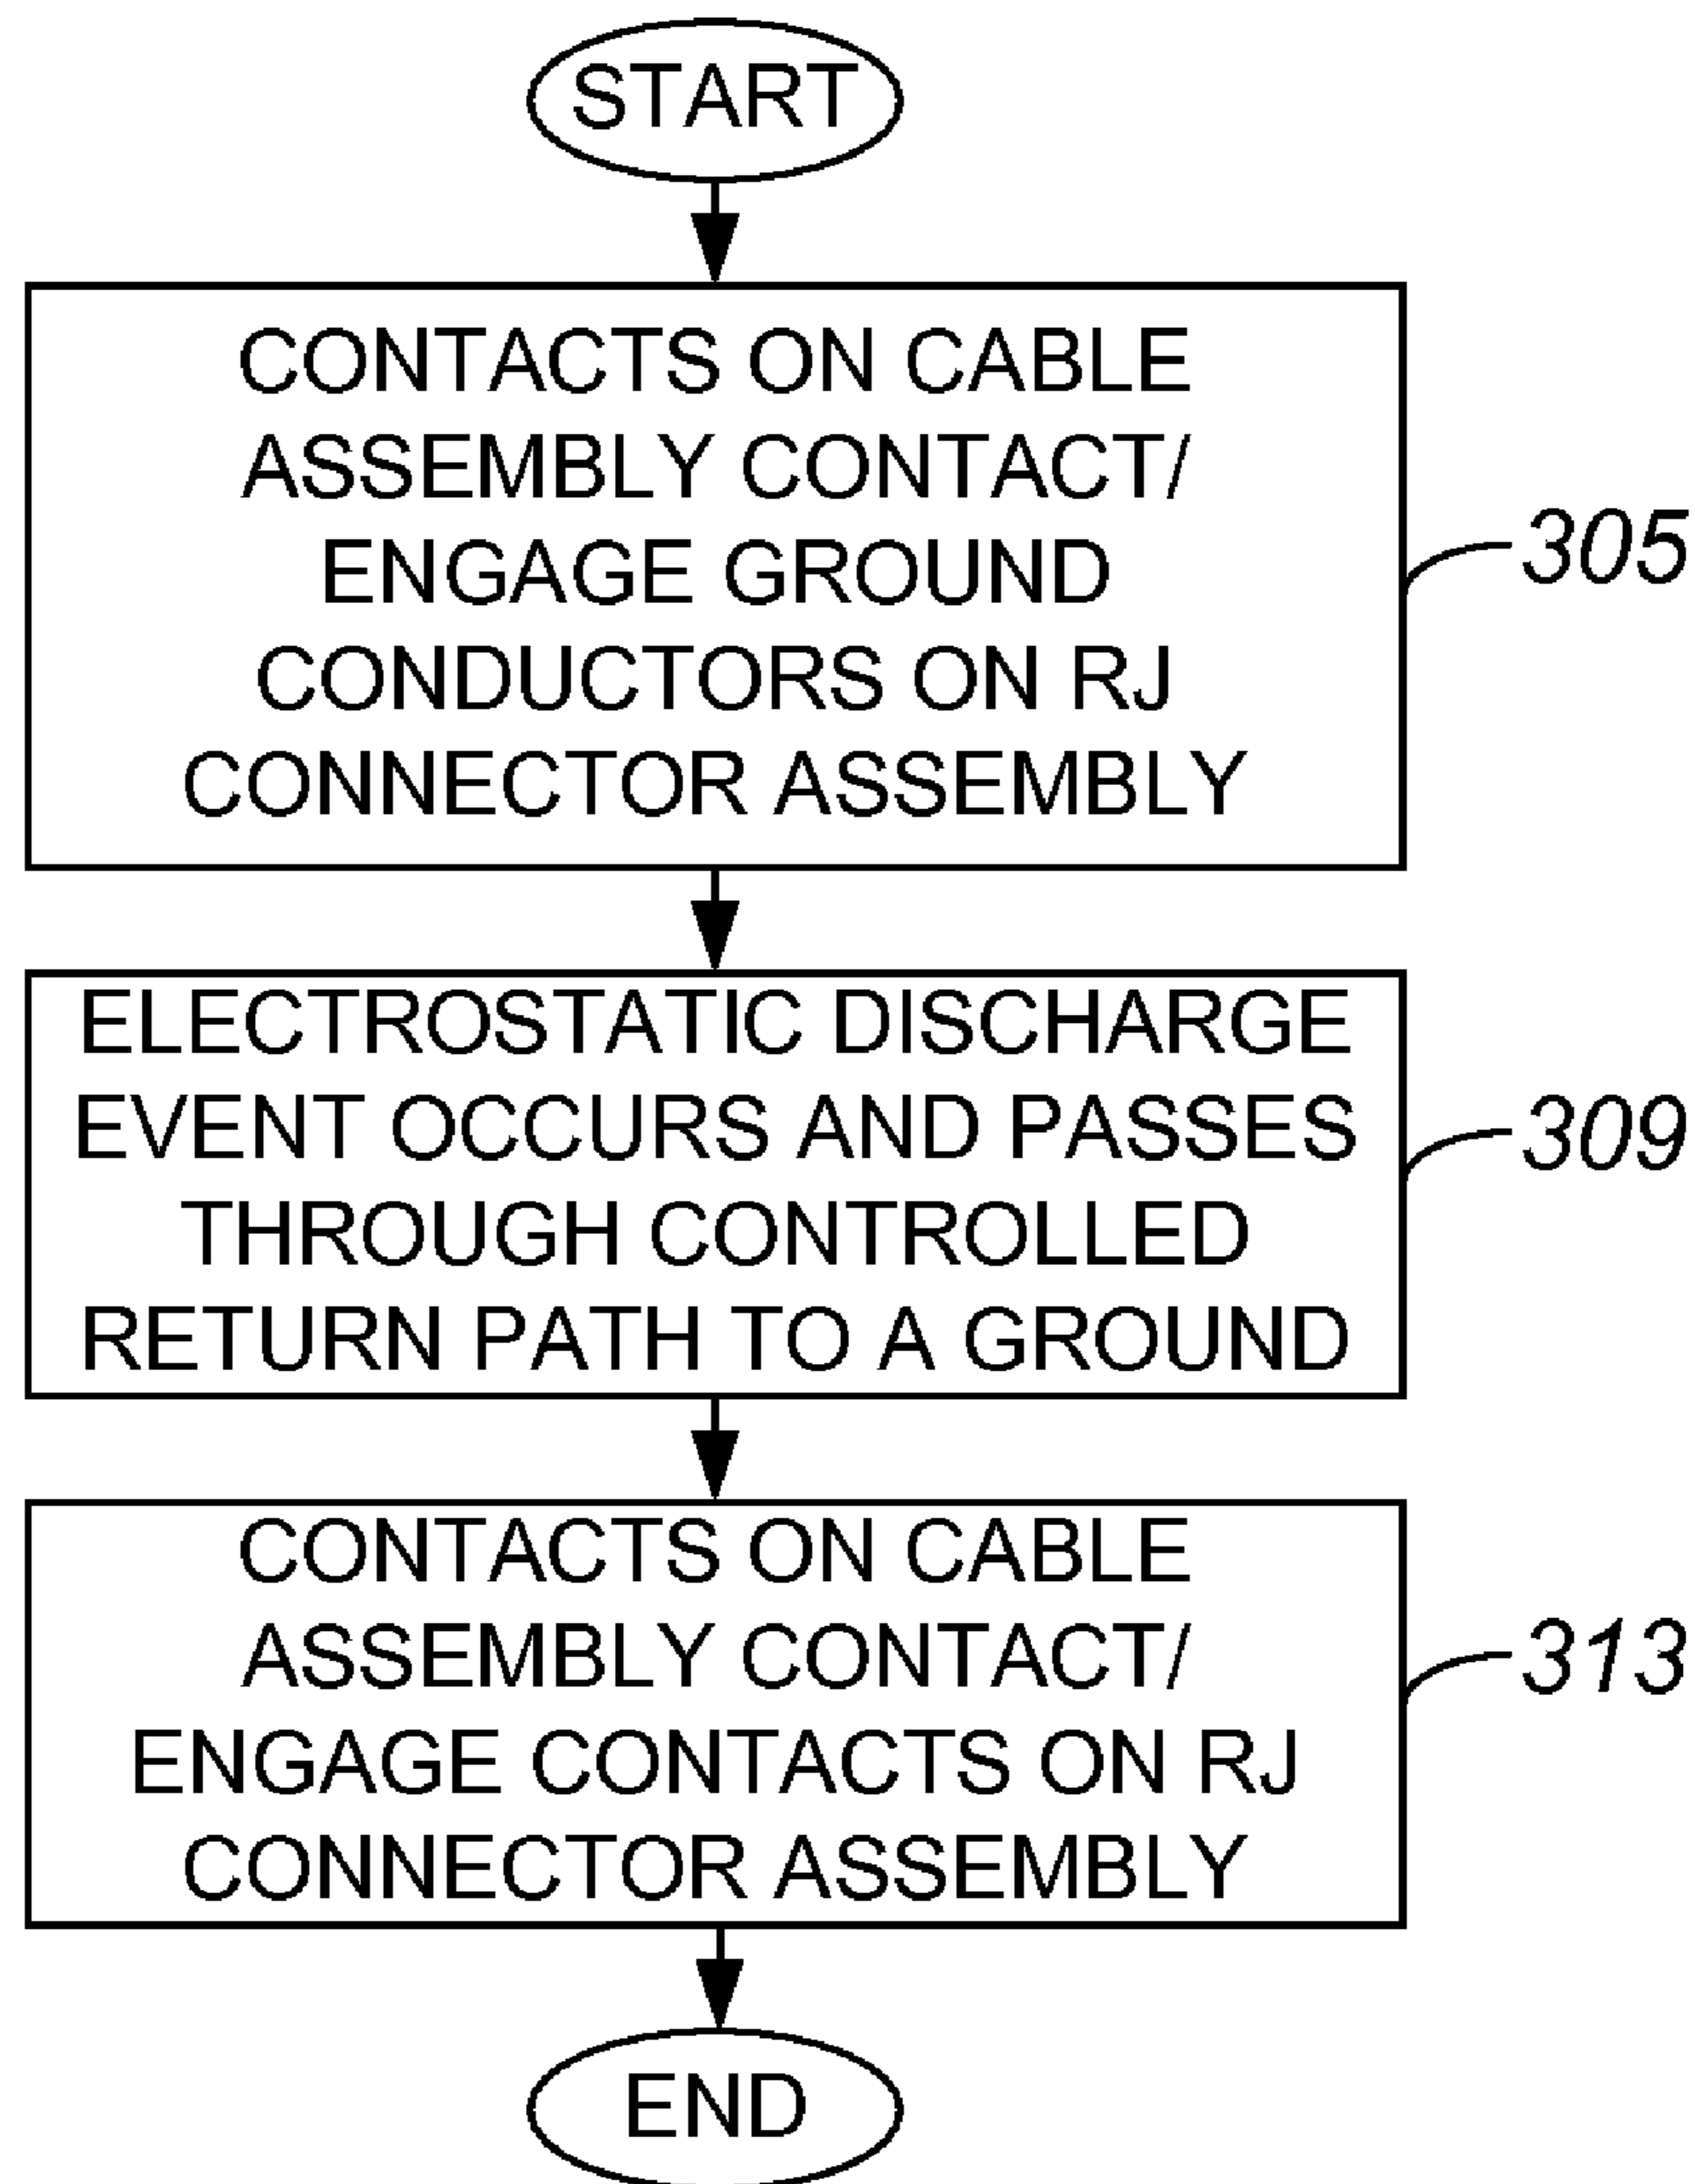 START
CONTACTS ON CABLE
ASSEMBLY CONTACT/
ENGAGE GROUND
CONDUCTORS ON RJ
CONNECTOR ASSEMBLY
305
ELECTROSTATIC DISCHARGE
EVENT OCCURS AND PASSES
THROUGH CONTROLLED
RETURN PATH TO A GROUND
309
CONTACTS ON CABLE
ASSEMBLY CONTACT/
ENGAGE CONTACTS ON RJ
CONNECTOR ASSEMBLY
313
END